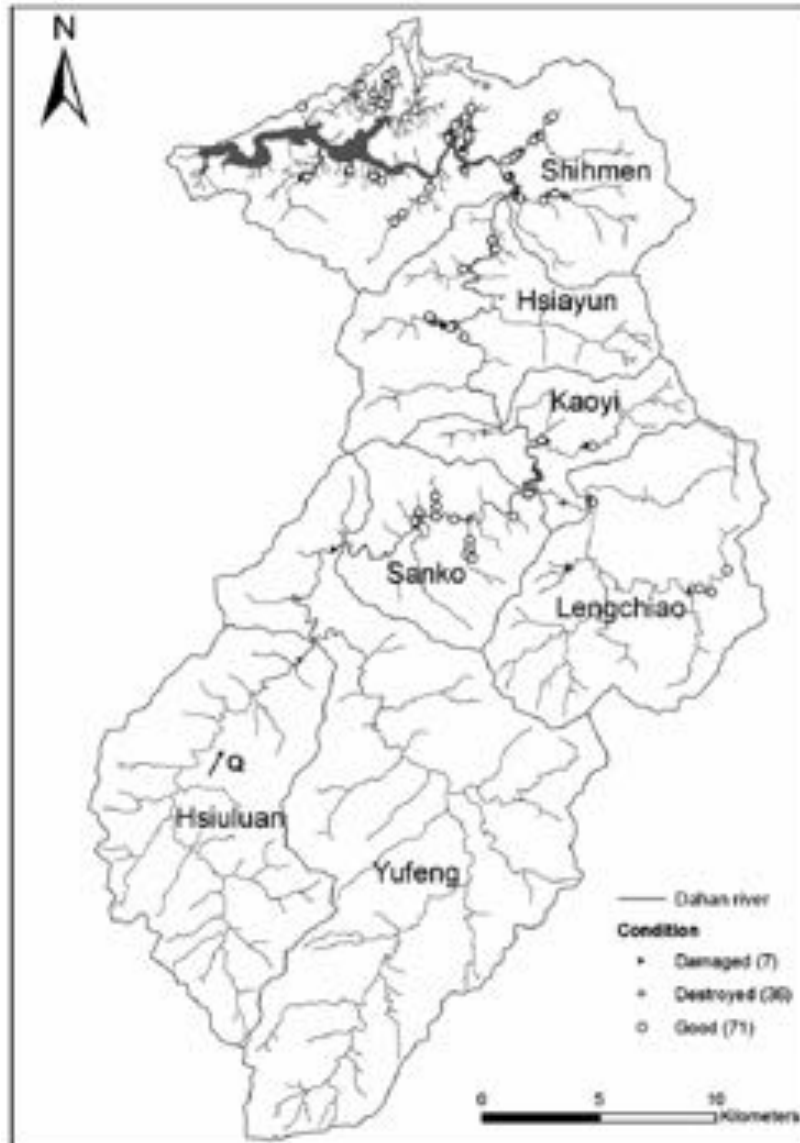 N
Shihmen
Hsiayun
Kaoyi
Sanko
Lengchiao
Q
Hsiuluan
Yufeng
Dahan river
Condition
Damaged (7)
Destroyed (36)
Good (71)
0 5 10
Kilometers